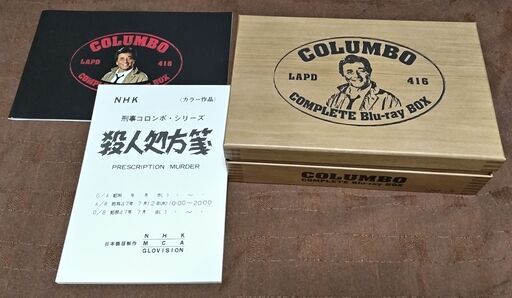 COLUMBO
LAPD 416
COMPLETE Blu-ray BOX
COLUMBO
LAPD 416
COMPLETE Blu-ray BOX
COLUMBO
COMPLETE Blu-ray BOX
NHK 〈カラー作品〉
刑事コロンボ・シリーズ
殺人処方箋
PRESCRIPTION MURDER
日本語版制作
NHK
MCA
GLOVISION